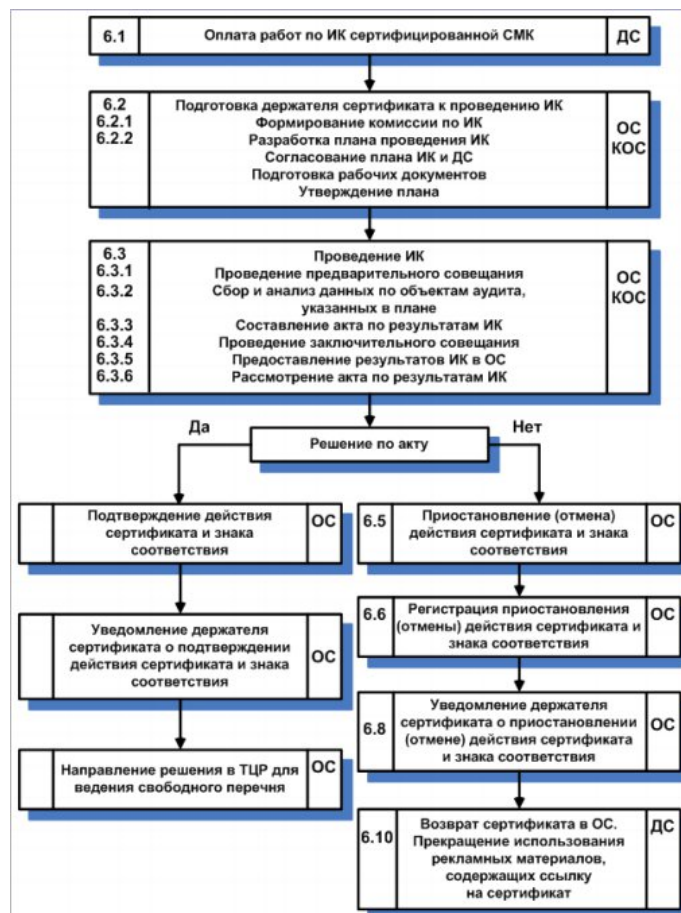 6.1 Оплата работ по ИК сертифицированной СМК ДС
6.2 Подготовка держателя сертификата к проведению ИК
6.2.1 Формирование комиссии по ИК
6.2.2 Разработка плана проведения ИК
Согласование плана ИК и ДС
Подготовка рабочих документов
Утверждение плана
ОС
КОС
6.3 Проведение ИК
6.3.1 Проведение предварительного совещания
6.3.2 Сбор и анализ данных по объектам аудита,
указанных в плане
6.3.3 Составление акта по результатам ИК
6.3.4 Проведение заключительного совещания
6.3.5 Предоставление результатов ИК в ОС
6.3.6 Рассмотрение акта по результатам ИК
ОС
КОС
Да
Нет
Решение по акту
Подтверждение действия
сертификата и знака
соответствия
ОС
Уведомление держателя
сертификата о подтверждении
действия сертификата и знака
соответствия
ОС
Направление решения в ТЦР для
ведения свободного перечня
ОС
6.5
Приостановление (отмена)
действия сертификата и знака
соответствия
ОС
6.6
Регистрация приостановления
(отмены) действия сертификата и
знака соответствия
ОС
6.8
Уведомление держателя
сертификата о приостановлении
(отмене) действия сертификата
и знака соответствия
ОС
6.10
Возврат сертификата в ОС.
Прекращение использования
рекламных материалов,
содержащих ссылку
на сертификат
ДС